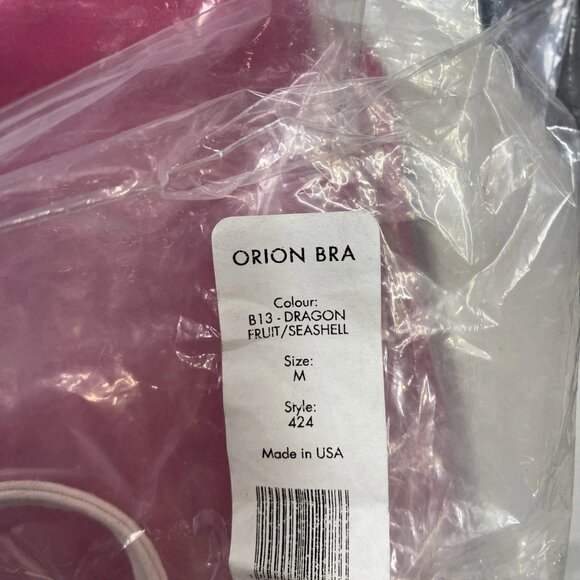 ORION BRA
Colour:
B13 - DRAGON
FRUIT/SEASHELL
Size:
M
Style:
424
Made in USA